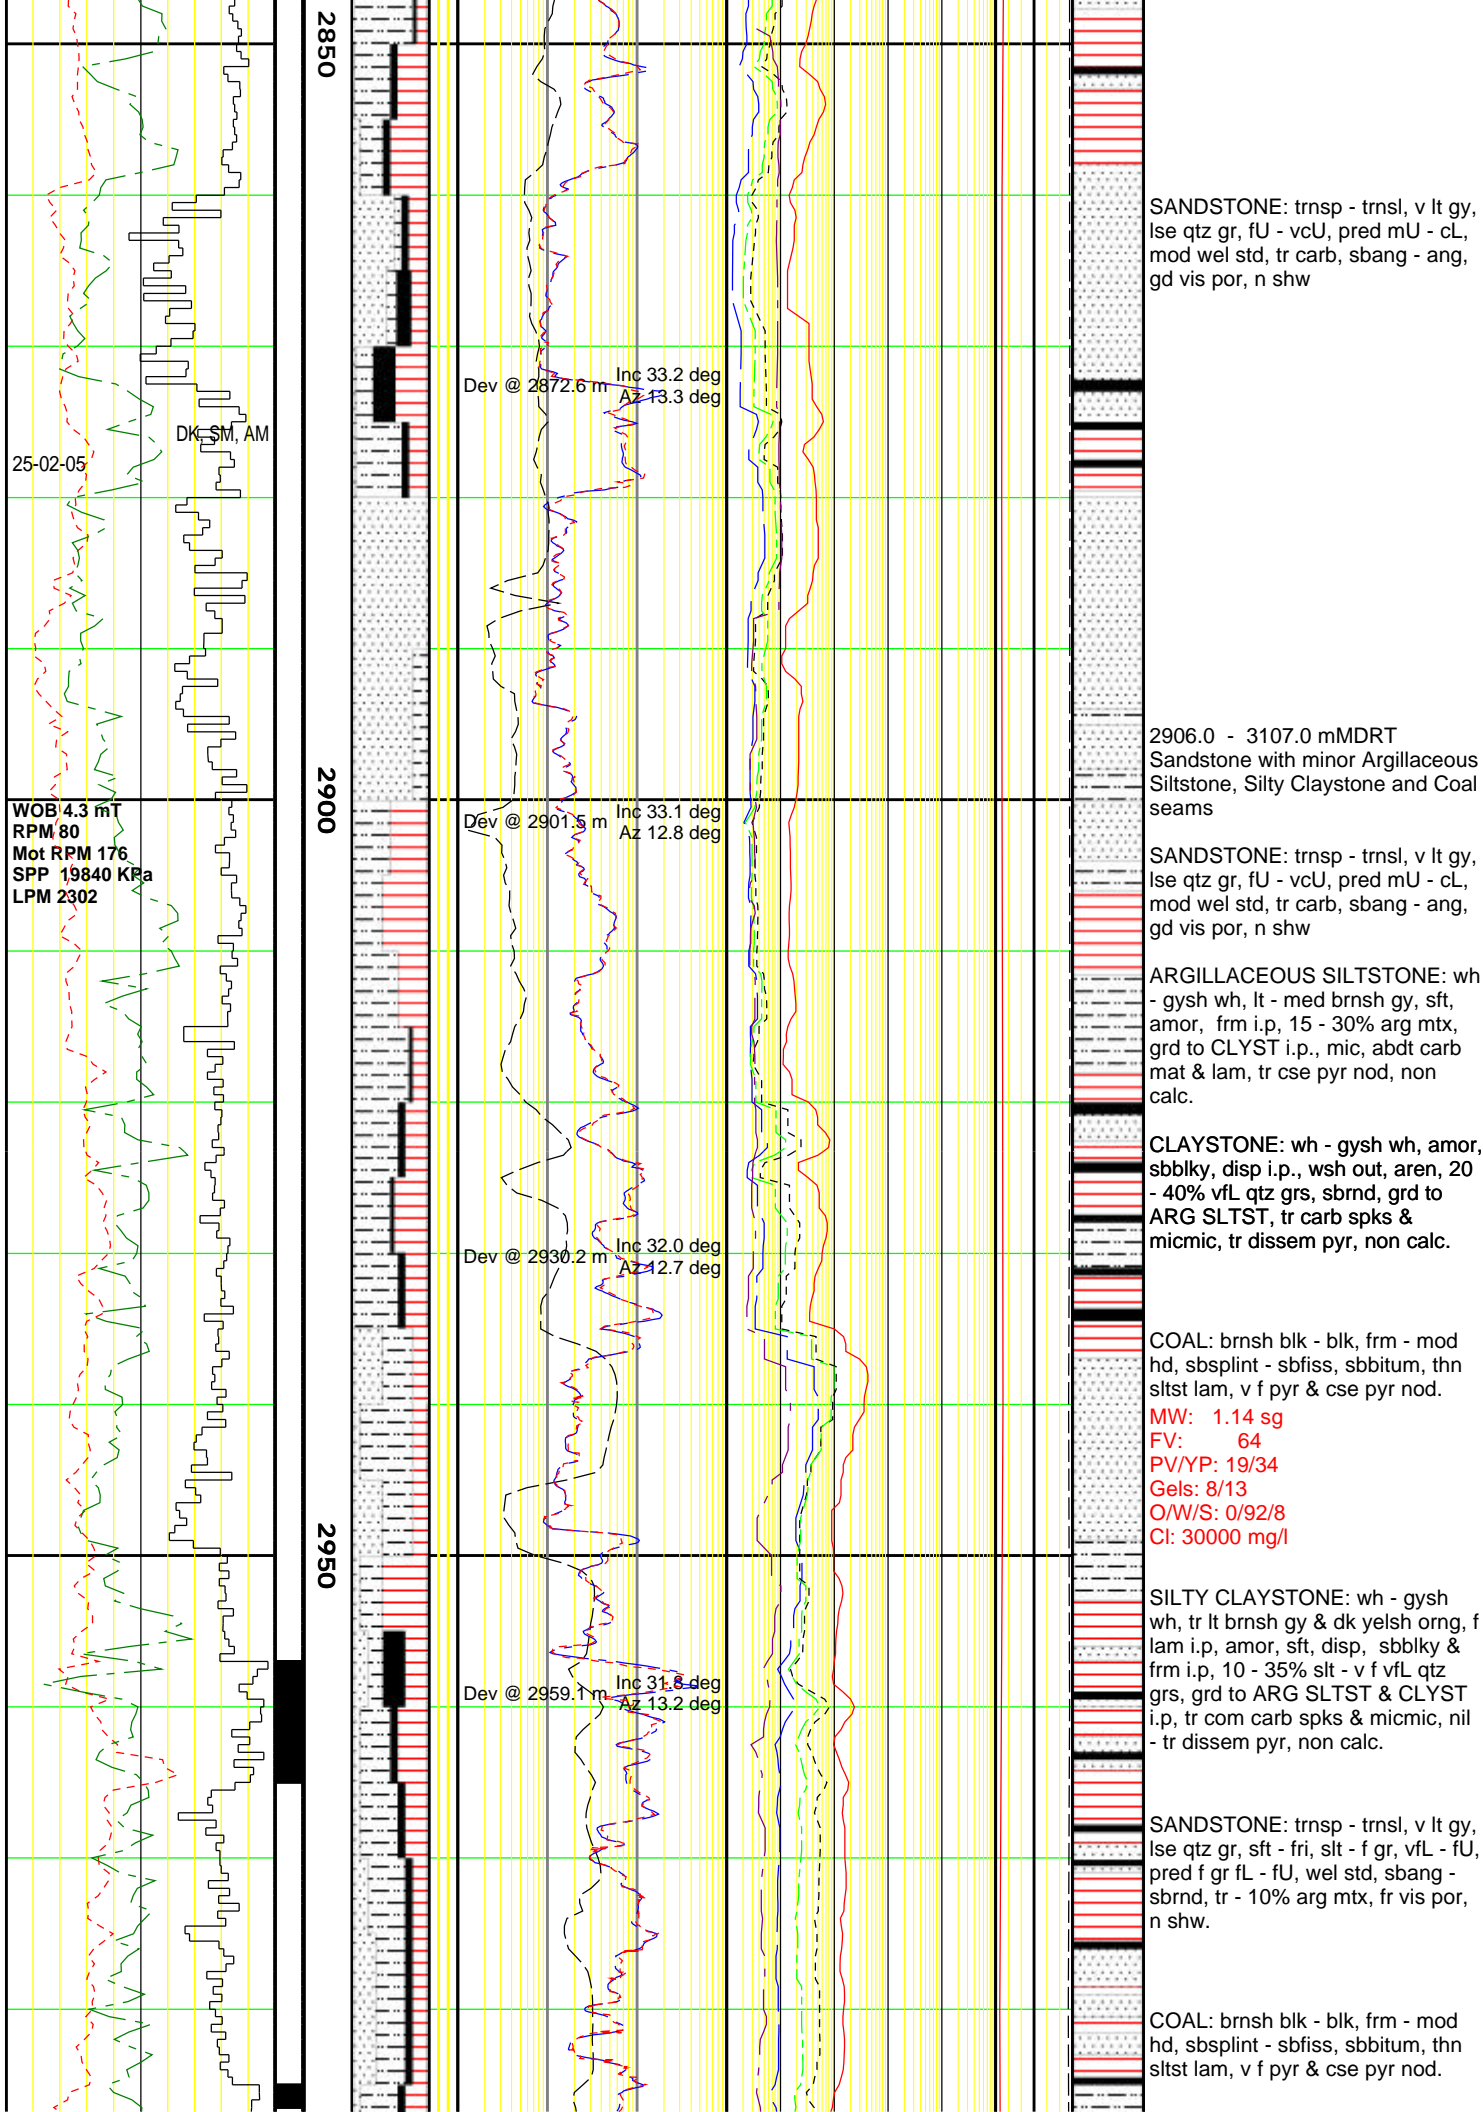 2850
SANDSTONE: trnsp - trnsl, v lt gy,
lse qtz gr, fU - vcU, pred mU - cL,
mod wel std, tr carb, sbang - ang,
gd vis por, n shw
Dev @ 2872.6 m
Inc 33.2 deg
Az 13.3 deg
DK, SM, AM
25-02-05
2906.0 - 3107.0 mMDRT
Sandstone with minor Argillaceous
Siltstone, Silty Claystone and Coal
seams
2900
WOB 4.3 mT
RPM 80
Mot RPM 176
SPP 19840 KPa
LPM 2302
Dev @ 2901.5 m
Inc 33.1 deg
Az 12.8 deg
SANDSTONE: trnsp - trnsl, v lt gy,
lse qtz gr, fU - vcU, pred mU - cL,
mod wel std, tr carb, sbang - ang,
gd vis por, n shw
ARGILLACEOUS SILTSTONE: wh
- gysh wh, lt - med brnsh gy, sft,
amor, frm i.p, 15 - 30% arg mtx,
grd to CLYST i.p., mic, abdt carb
mat & lam, tr cse pyr nod, non
calc.
CLAYSTONE: wh - gysh wh, amor,
sbblky, disp i.p., wsh out, aren, 20
- 40% vfL qtz grs, sbrnd, grd to
ARG SLTST, tr carb spks &
micmic, tr dissem pyr, non calc.
Dev @ 2930.2 m
Inc 32.0 deg
Az 12.7 deg
COAL: brnsh blk - blk, frm - mod
hd, sbsplint - sbfiss, sbbitum, thn
sltst lam, v f pyr & cse pyr nod.
MW: 1.14 sg
FV: 64
PV/YP: 19/34
Gels: 8/13
O/W/S: 0/92/8
Cl: 30000 mg/l
2950
SILTY CLAYSTONE: wh - gysh
wh, tr lt brnsh gy & dk yelsh orng, f
lam i.p, amor, sft, disp, sbblky &
frm i.p, 10 - 35% slt - v f vfL qtz
grs, grd to ARG SLTST & CLYST
i.p, tr com carb spks & micmic, nil
- tr dissem pyr, non calc.
Dev @ 2959.1 m
Inc 31.8 deg
Az 13.2 deg
SANDSTONE: trnsp - trnsl, v lt gy,
lse qtz gr, sft - fri, slt - f gr, vfL - fU,
pred f gr fL - fU, wel std, sbang -
sbrnd, tr - 10% arg mtx, fr vis por,
n shw.
COAL: brnsh blk - blk, frm - mod
hd, sbsplint - sbfiss, sbbitum, thn
sltst lam, v f pyr & cse pyr nod.